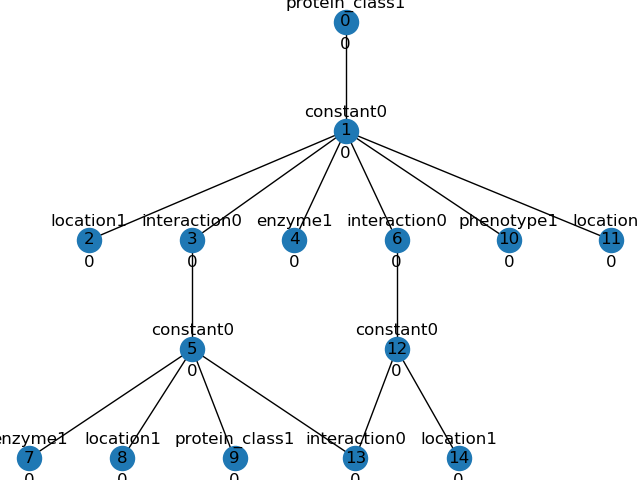 protein_class1
0
0
constant0
1
0
location1 interaction0 enzyme1 interaction0 phenotype1 location
2 3 4 6 10 11
0 0 0 0 0 0
constant0 constant0
5 12
0 0
enzyme1 location1 protein_class1 interaction0 location1
7 8 9 13 14
0 0 0 0 0